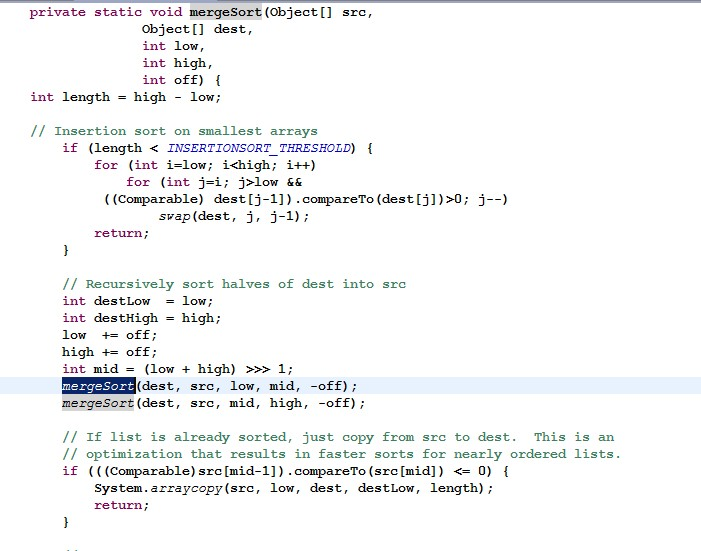 private static void mergeSort(Object[] src,
Object[] dest,
int low,
int high,
int off) {
int length = high - low;
// Insertion sort on smallest arrays
if (length < INSERTIONSORT_THRESHOLD) {
for (int i=low; i<high; i++)
for (int j=i; j>low &&
((Comparable) dest[j-1]).compareTo(dest[j])>0; j--)
swap(dest, j, j-1);
return;
}
// Recursively sort halves of dest into src
int destLow  = low;
int destHigh = high;
low  += off;
high += off;
int mid = (low + high) >>> 1;
mergeSort(dest, src, low, mid, -off);
mergeSort(dest, src, mid, high, -off);
// If list is already sorted, just copy from src to dest.  This is an
// optimization that results in faster sorts for nearly ordered lists.
if (((Comparable)src[mid-1]).compareTo(src[mid]) <= 0) {
System.arraycopy(src, low, dest, destLow, length);
return;
}